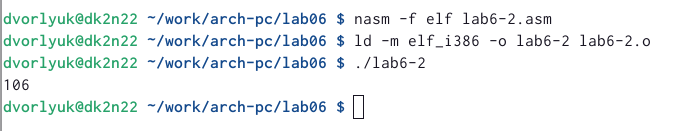 dvorlyuk@dk2n22 ~/work/arch-pc/lab06 $ nasm -f elf lab6-2.asm
dvorlyuk@dk2n22 ~/work/arch-pc/lab06 $ ld -m elf_i386 -o lab6-2 lab6-2.o
dvorlyuk@dk2n22 ~/work/arch-pc/lab06 $ ./lab6-2
106
dvorlyuk@dk2n22 ~/work/arch-pc/lab06 $